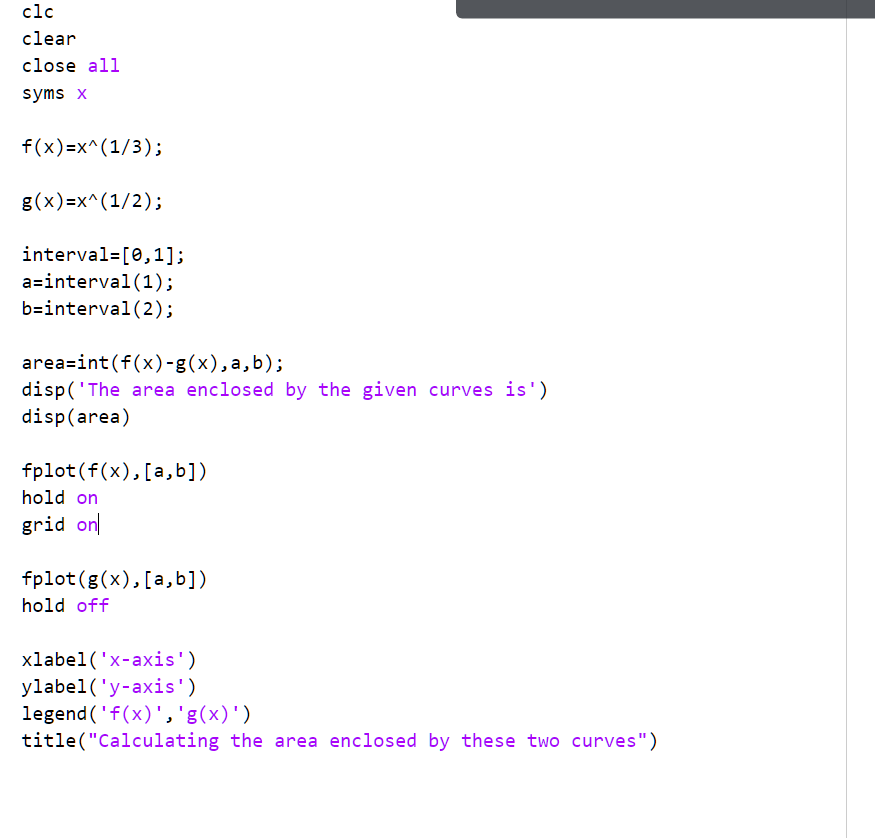 clc
clear
close all
syms x
f(x)=x^(1/3);
g(x)=x^(1/2);
interval=[0,1];
a=interval(1);
b=interval(2);
area=int(f(x)-g(x),a,b);
disp('The area enclosed by the given curves is')
disp(area)
fplot(f(x),[a,b])
hold on
grid on
fplot(g(x),[a,b])
hold off
xlabel('x-axis')
ylabel('y-axis')
legend('f(x)','g(x)')
title("Calculating the area enclosed by these two curves")